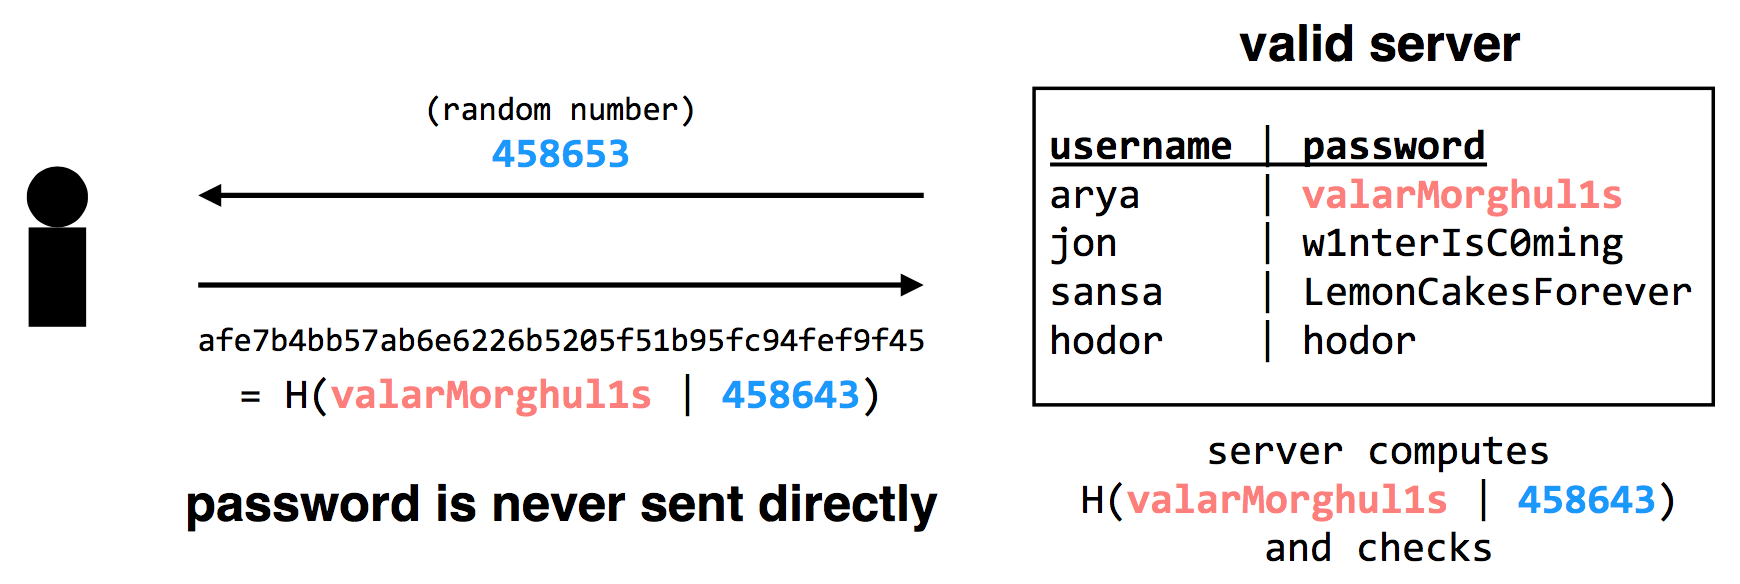 valid server
(random number)
458653
username | password
arya | valarMorghul1s
jon | w1nterIsC0ming
sansa | LemonCakesForever
hodor | hodor
afe7b4bb57ab6e6226b5205f51b95fc94fef9f45
= H(valarMorghul1s | 458643)
password is never sent directly
server computes
H(valarMorghul1s | 458643)
and checks